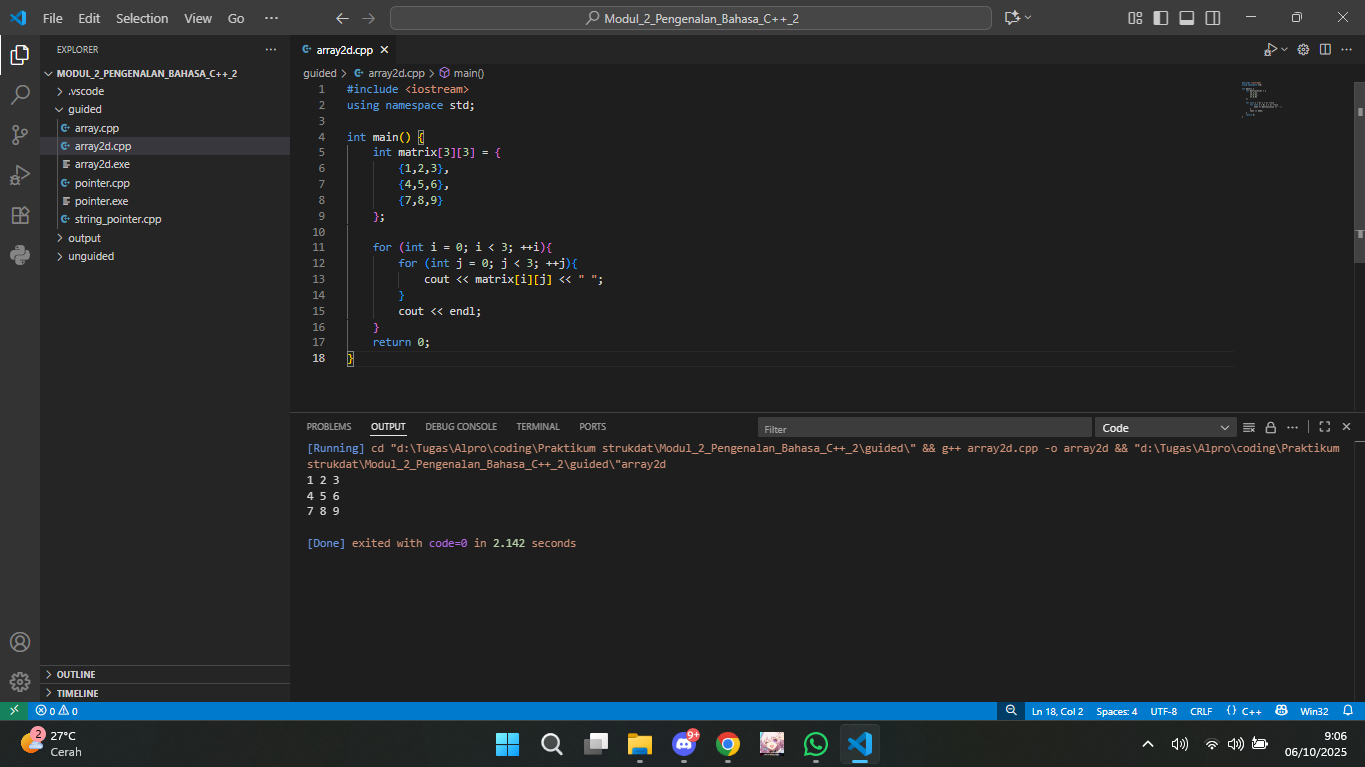 File Edit Selection View Go ···
Modul_2_Pengenalan_Bahasa_C++_2
EXPLORER ···
MODUL_2_PENGENALAN_BAHASA_C++_2
.vscode
guided
array.cpp
array2d.cpp
array2d.exe
pointer.cpp
pointer.exe
string_pointer.cpp
output
unguided
OUTLINE
TIMELINE
array2d.cpp
guided > array2d.cpp > main()
1 #include <iostream>
2 using namespace std;
3
4 int main() {
5     int matrix[3][3] = {
6         {1,2,3},
7         {4,5,6},
8         {7,8,9}
9     };
10
11     for (int i = 0; i < 3; ++i){
12         for (int j = 0; j < 3; ++j){
13             cout << matrix[i][j] << " ";
14         }
15         cout << endl;
16     }
17     return 0;
18 }
PROBLEMS OUTPUT DEBUG CONSOLE TERMINAL PORTS Filter Code
[Running] cd "d:\Tugas\Alpro\coding\Praktikum strukdat\Modul_2_Pengenalan_Bahasa_C++_2\guided\" && g++ array2d.cpp -o array2d && "d:\Tugas\Alpro\coding\Praktikum
strukdat\Modul_2_Pengenalan_Bahasa_C++_2\guided\"array2d
1 2 3
4 5 6
7 8 9
[Done] exited with code=0 in 2.142 seconds
0 0 Ln 18, Col 2 Spaces: 4 UTF-8 CRLF {} C++ Win32
2
27°C
Cerah
9+
9:06
06/10/2025